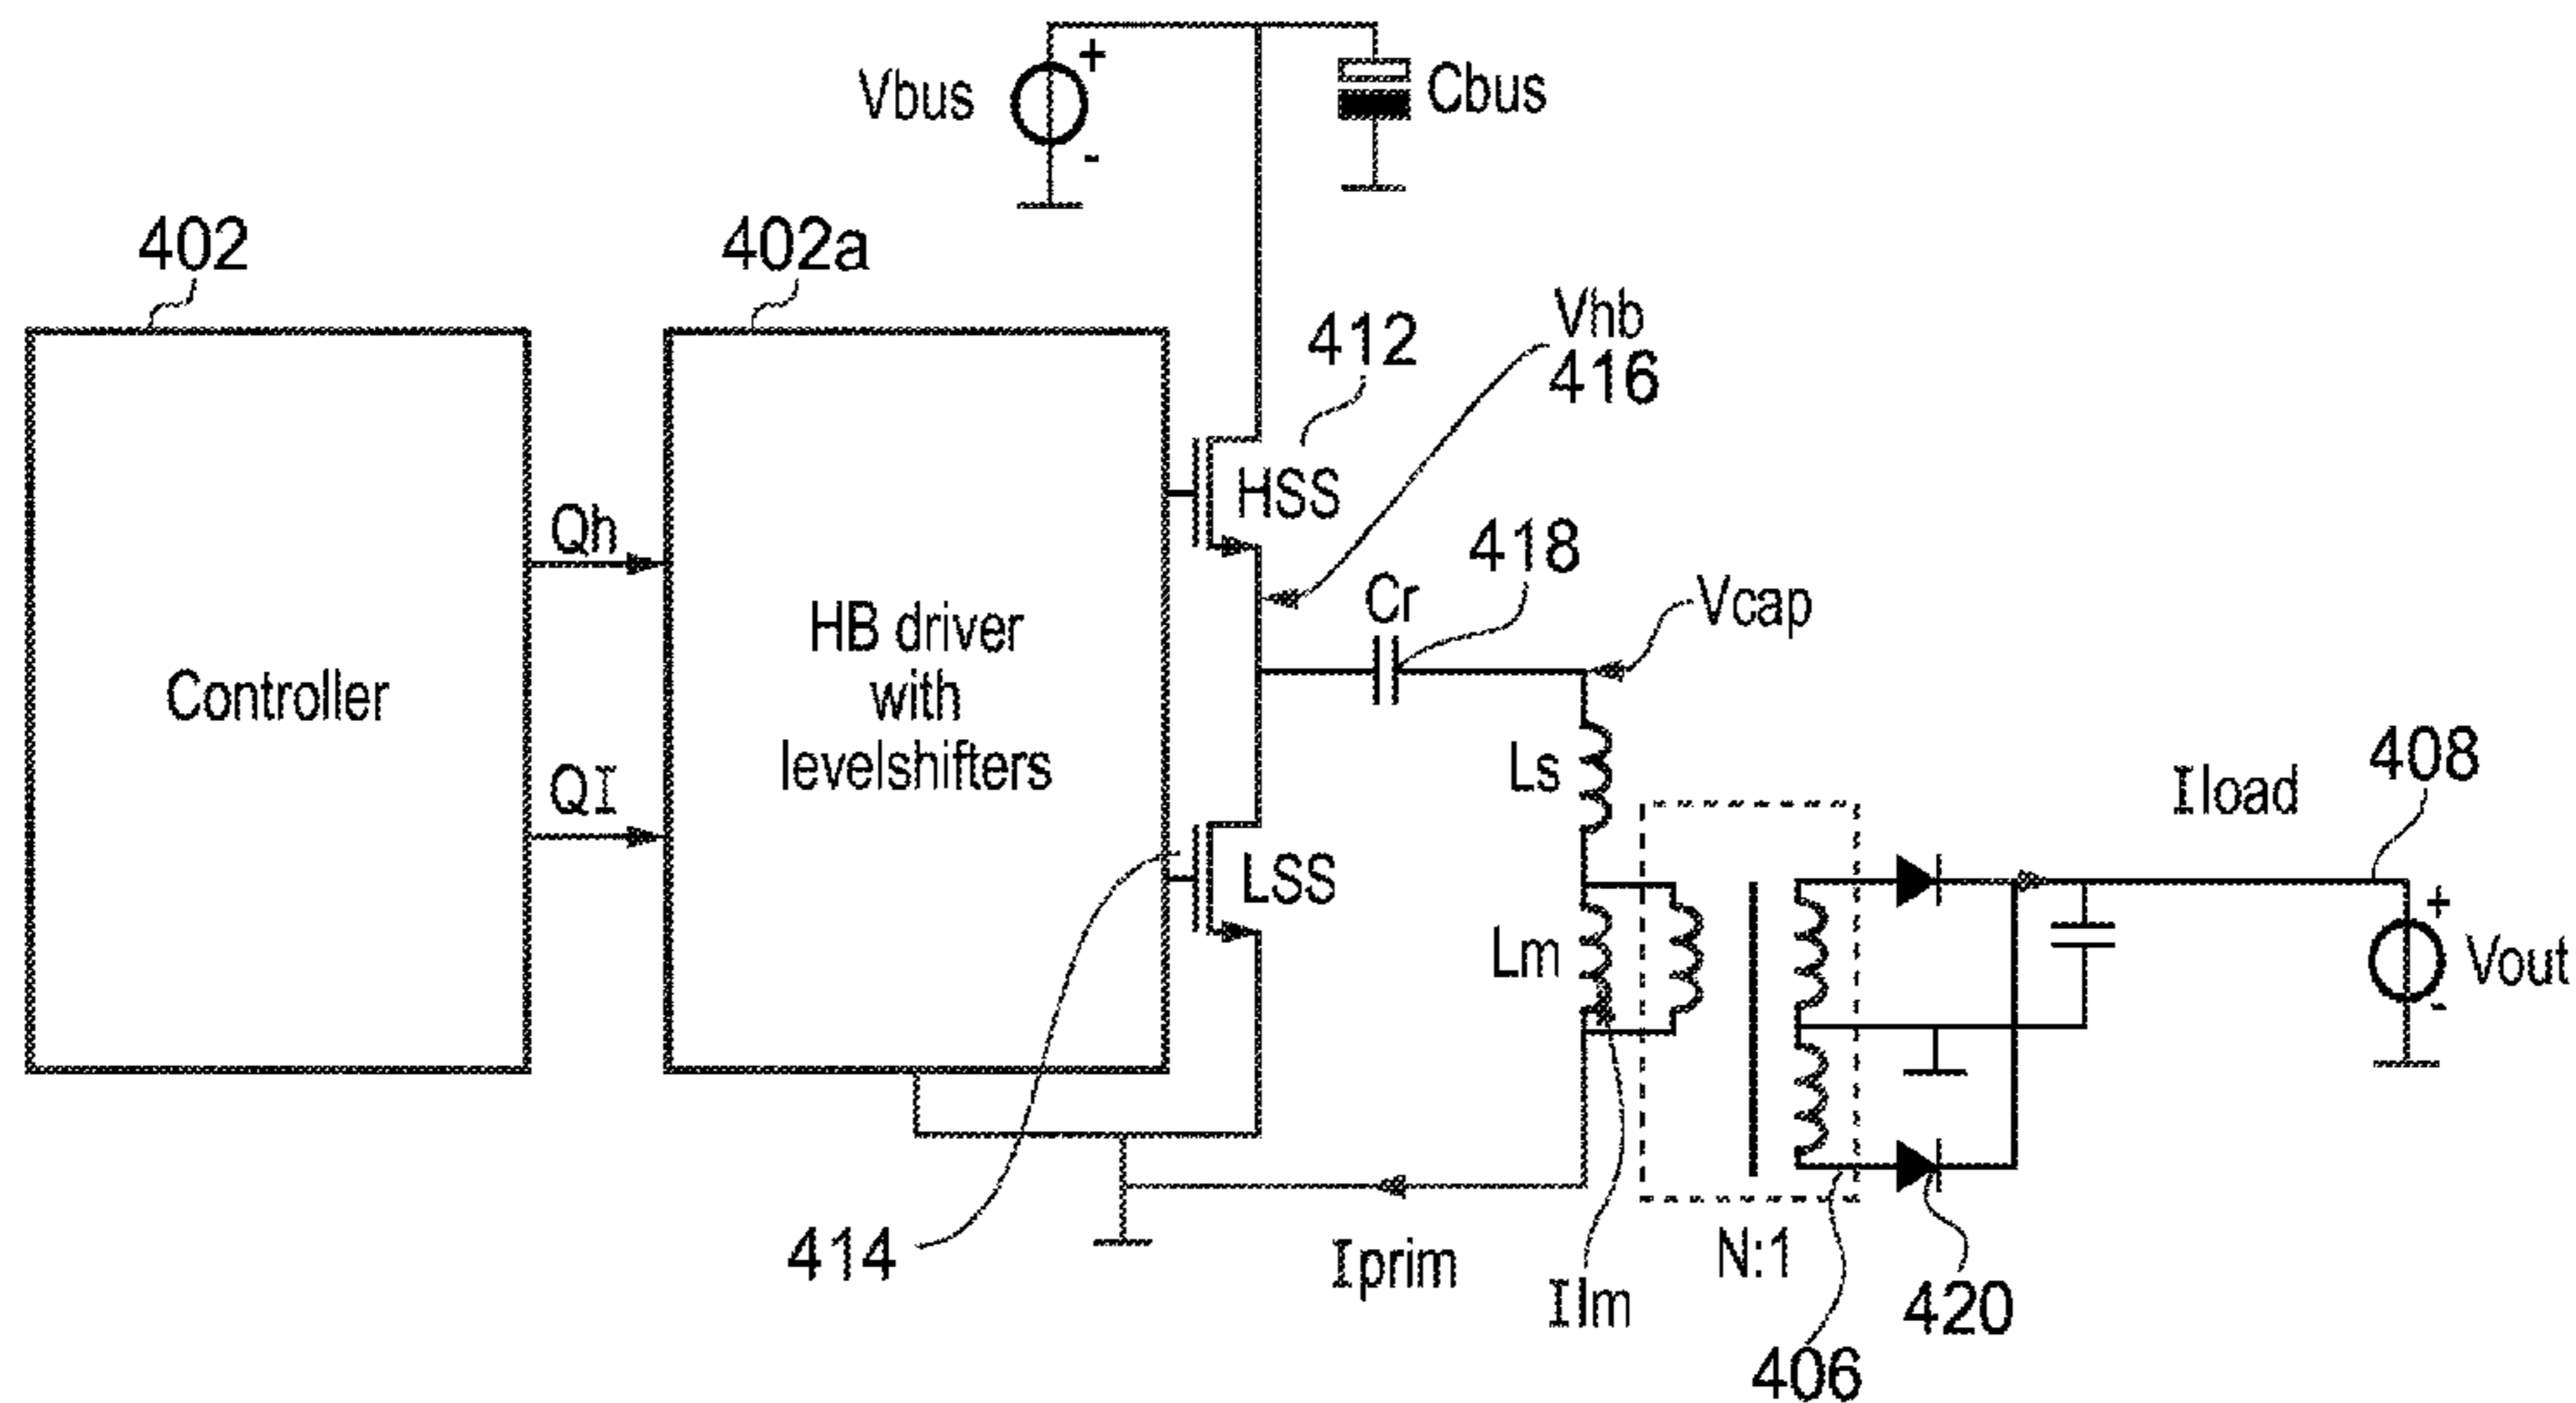 +
Vbus
Cbus
-
402
402a
Vhb
412
416
HSS
Qh
418
Cr
Vcap
HB driver
with
levelshifters
Controller
QI
Ls
Iload
408
LSS
+
Lm
Vout
-
414
Iprim
Ilm
N:1
420
406